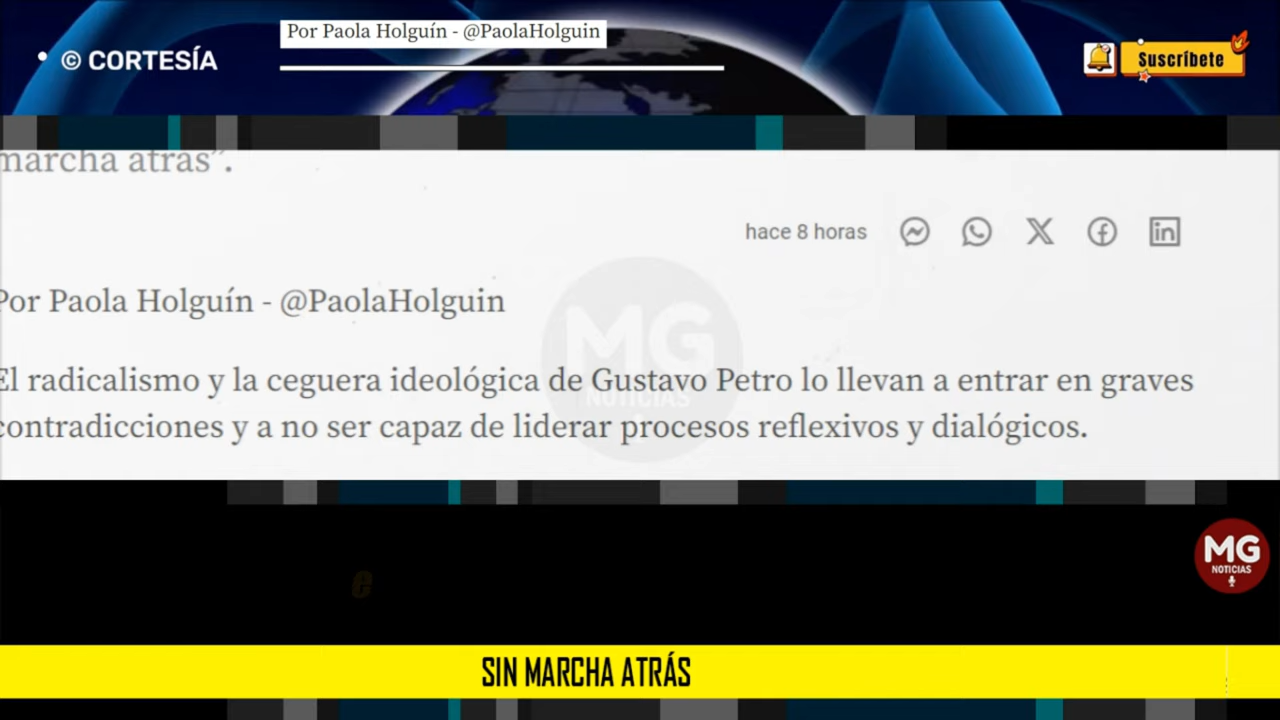 Por Paola Holguín - @PaolaHolguin
© CORTESÍA
Suscríbete
marcha atrás”.
hace 8 horas
Por Paola Holguín - @PaolaHolguin
El radicalismo y la ceguera ideológica de Gustavo Petro lo llevan a entrar en graves
contradicciones y a no ser capaz de liderar procesos reflexivos y dialógicos.
MG
NOTICIAS
e
MG
NOTICIAS
SIN MARCHA ATRÁS